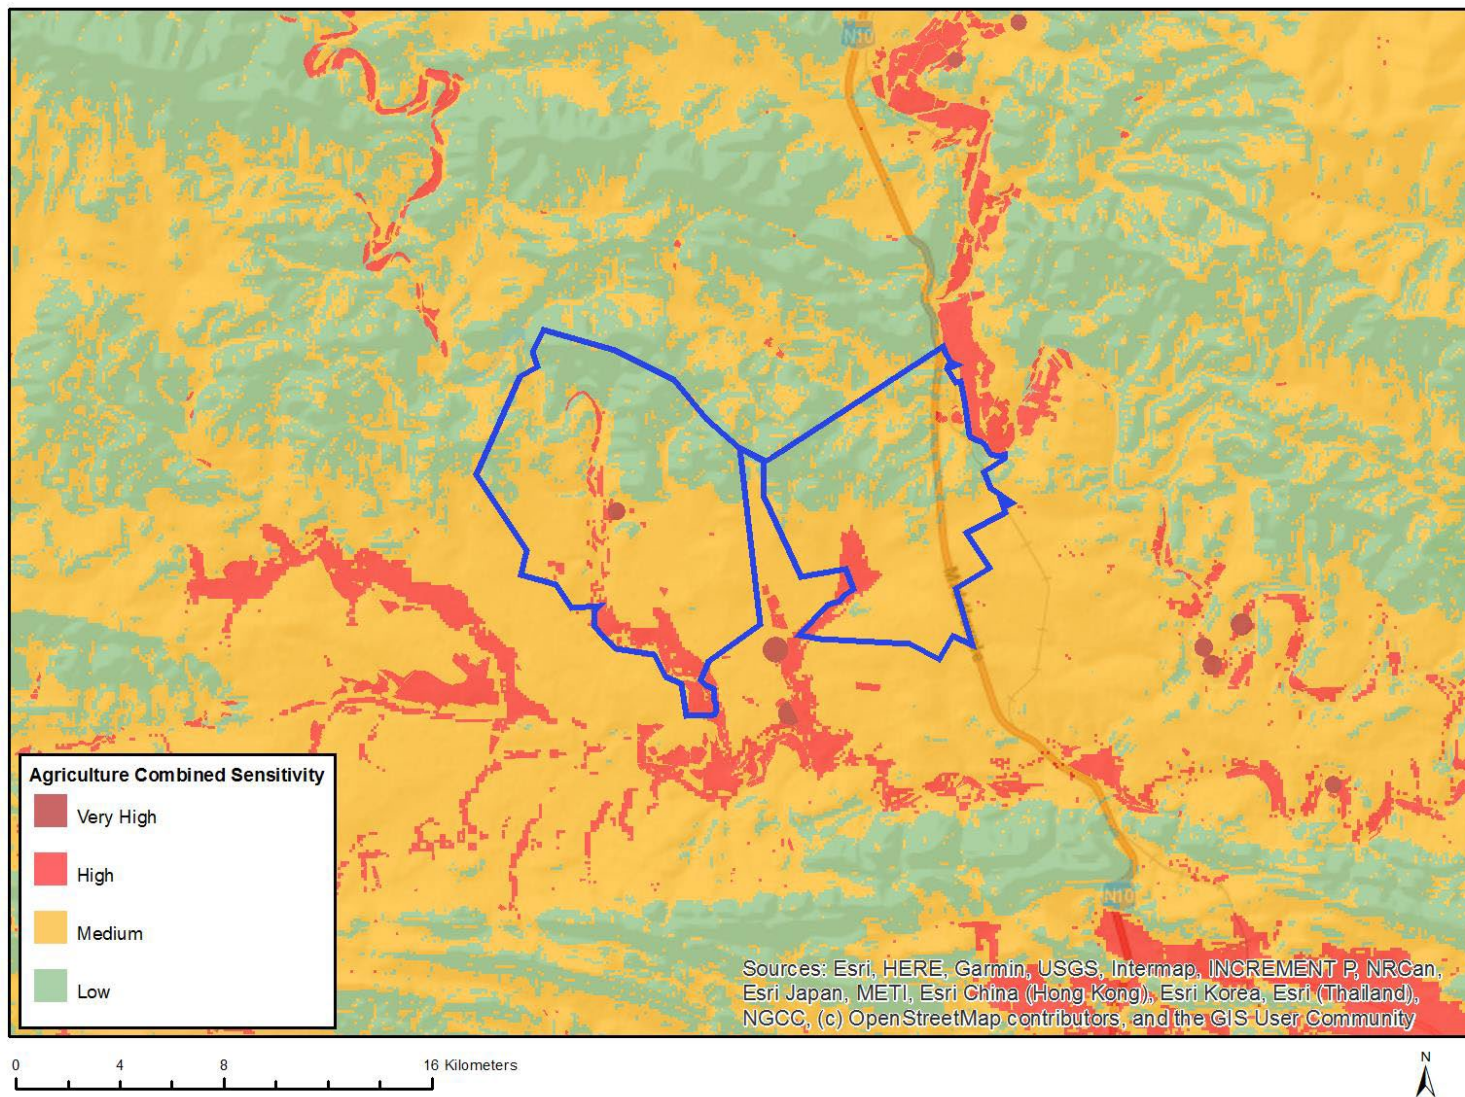 N10
N10
Agriculture Combined Sensitivity
Very High
High
Medium
Low
Sources: Esri, HERE, Garmin, USGS, Intermap, INCREMENT P, NRCan,
Esri Japan, METI, Esri China (Hong Kong), Esri Korea, Esri (Thailand),
NGCC, (c) OpenStreetMap contributors, and the GIS User Community
0 4 8 16 Kilometers
N